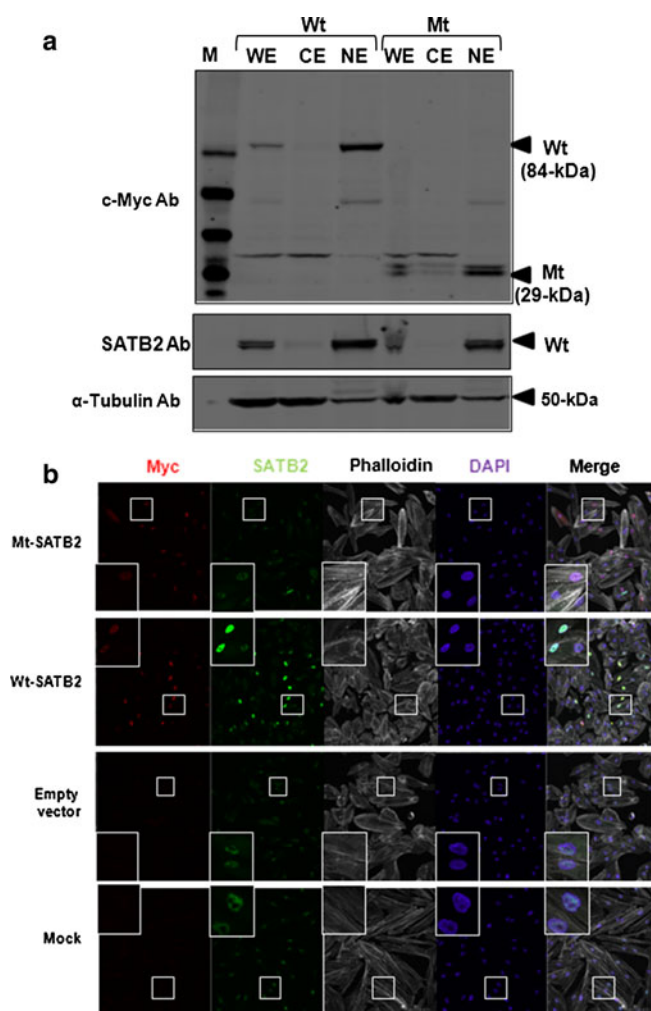 a
Wt Mt
M WE CE NE WE CE NE
c-Myc Ab
Wt
(84-kDa)
Mt
(29-kDa)
SATB2 Ab
Wt
α-Tubulin Ab
50-kDa
b
Myc SATB2 Phalloidin DAPI Merge
Mt-SATB2
Wt-SATB2
Empty
vector
Mock